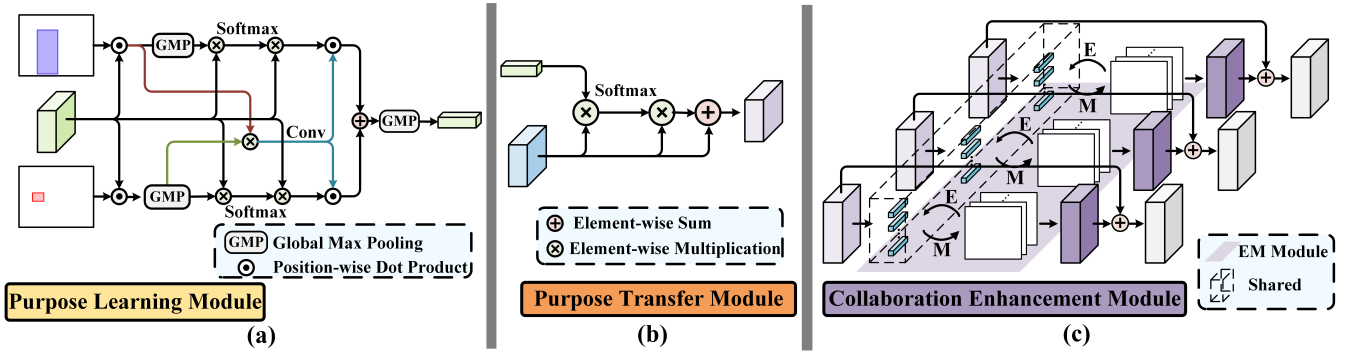 Softmax
GMP
Conv
GMP
GMP
Softmax
GMP Global Max Pooling
Position-wise Dot Product
Purpose Learning Module
(a)
Softmax
Element-wise Sum
Element-wise Multiplication
Purpose Transfer Module
(b)
E
M
E
M
E
M
EM Module
Shared
Collaboration Enhancement Module
(c)